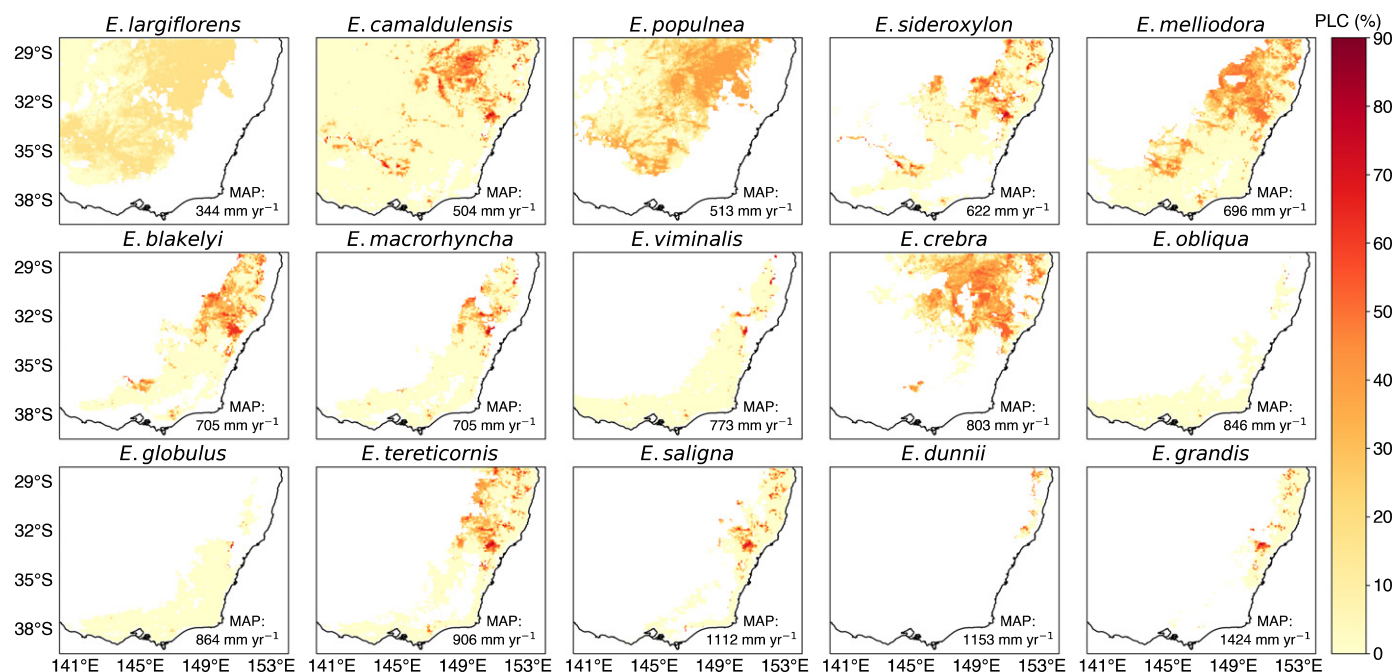 E. largiflorens E. camaldulensis E. populnea E. sideroxylon E. melliodora PLC (%)
90
29°S
80
32°S
70
35°S
38°S
MAP: MAP: MAP: MAP: MAP:
344 mm yr⁻¹ 504 mm yr⁻¹ 513 mm yr⁻¹ 622 mm yr⁻¹ 696 mm yr⁻¹
E. blakelyi E. macrorhyncha E. viminalis E. crebra E. obliqua
60
29°S
50
32°S
35°S
40
38°S
MAP: MAP: MAP: MAP: MAP:
705 mm yr⁻¹ 705 mm yr⁻¹ 773 mm yr⁻¹ 803 mm yr⁻¹ 846 mm yr⁻¹
30
E. globulus E. tereticornis E. saligna E. dunnii E. grandis
29°S
20
32°S
10
35°S
38°S
MAP: MAP: MAP: MAP: MAP:
864 mm yr⁻¹ 906 mm yr⁻¹ 1112 mm yr⁻¹ 1153 mm yr⁻¹ 1424 mm yr⁻¹
0
141°E 145°E 149°E 153°E 141°E 145°E 149°E 153°E 141°E 145°E 149°E 153°E 141°E 145°E 149°E 153°E 141°E 145°E 149°E 153°E